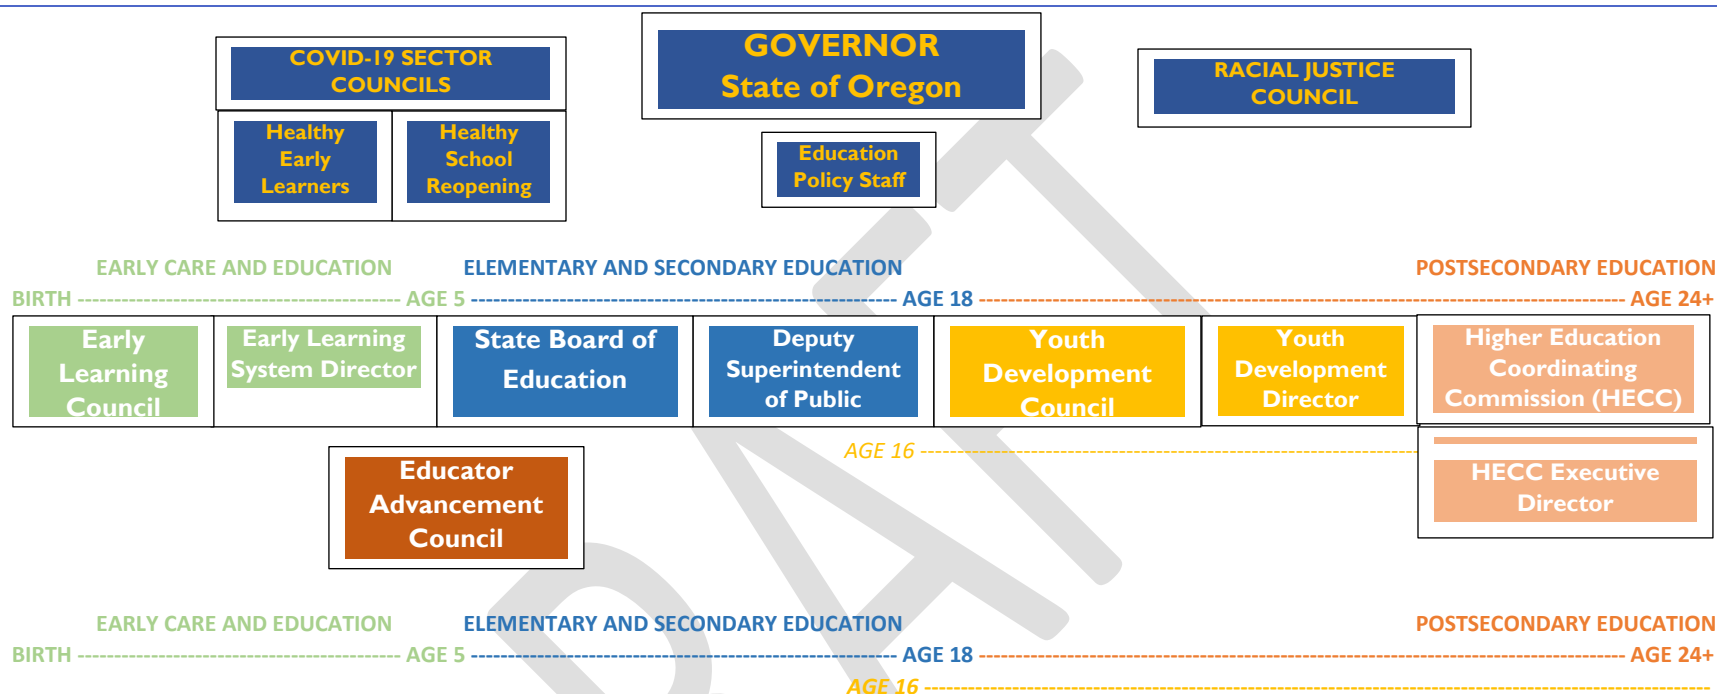 COVID-19 SECTOR
COUNCILS
Healthy
Early
Learners
Healthy
School
Reopening
GOVERNOR
State of Oregon
Education
Policy Staff
RACIAL JUSTICE
COUNCIL
EARLY CARE AND EDUCATION
ELEMENTARY AND SECONDARY EDUCATION
POSTSECONDARY EDUCATION
BIRTH ---------------------------------------- AGE 5 ----------------------------------------------------- AGE 18 -------------------------------------------------------------------------------- AGE 24+
Early
Learning
Council
Early Learning
System Director
State Board of
Education
Deputy
Superintendent
of Public
Youth
Development
Council
Youth
Development
Director
Higher Education
Coordinating
Commission (HECC)
AGE 16 --------------------------------------------------------------
HECC Executive
Director
Educator
Advancement
Council
EARLY CARE AND EDUCATION
ELEMENTARY AND SECONDARY EDUCATION
POSTSECONDARY EDUCATION
BIRTH ---------------------------------------- AGE 5 ----------------------------------------------------- AGE 18 -------------------------------------------------------------------------------- AGE 24+
AGE 16 --------------------------------------------------------------------------------------------------
DRAFT